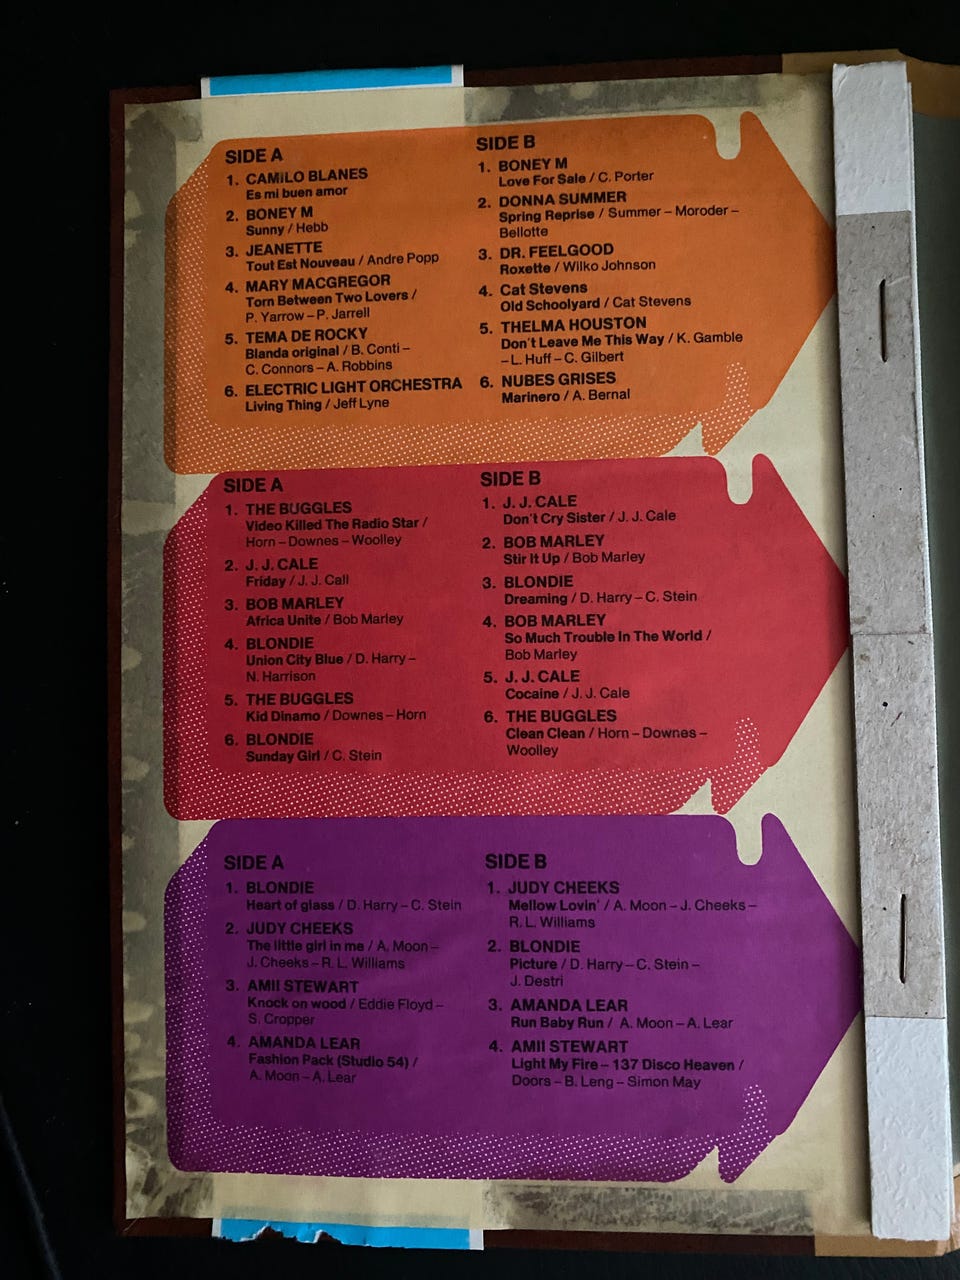 SIDE A
1. CAMILO BLANES
Es mi buen amor
2. BONEY M
Sunny / Hebb
3. JEANETTE
Tout Est Nouveau / Andre Popp
4. MARY MACGREGOR
Torn Between Two Lovers /
P. Yarrow – P. Jarrell
5. TEMA DE ROCKY
Blanda original / B. Conti –
C. Connors – A. Robbins
6. ELECTRIC LIGHT ORCHESTRA
Living Thing / Jeff Lyne
SIDE B
1. BONEY M
Love For Sale / C. Porter
2. DONNA SUMMER
Spring Reprise / Summer – Moroder –
Bellotte
3. DR. FEELGOOD
Roxette / Wilko Johnson
4. Cat Stevens
Old Schoolyard / Cat Stevens
5. THELMA HOUSTON
Don't Leave Me This Way / K. Gamble
– L. Huff – C. Gilbert
6. NUBES GRISES
Marinero / A. Bernal
SIDE A
1. THE BUGGLES
Video Killed The Radio Star /
Horn – Downes – Woolley
2. J. J. CALE
Friday / J. J. Call
3. BOB MARLEY
Africa Unite / Bob Marley
4. BLONDIE
Union City Blue / D. Harry –
N. Harrison
5. THE BUGGLES
Kid Dinamo / Downes – Horn
6. BLONDIE
Sunday Girl / C. Stein
SIDE B
1. J. J. CALE
Don't Cry Sister / J. J. Cale
2. BOB MARLEY
Stir It Up / Bob Marley
3. BLONDIE
Dreaming / D. Harry – C. Stein
4. BOB MARLEY
So Much Trouble In The World /
Bob Marley
5. J. J. CALE
Cocaine / J. J. Cale
6. THE BUGGLES
Clean Clean / Horn – Downes –
Woolley
SIDE A
1. BLONDIE
Heart of glass / D. Harry – C. Stein
2. JUDY CHEEKS
The little girl in me / A. Moon –
J. Cheeks – R. L. Williams
3. AMII STEWART
Knock on wood / Eddie Floyd –
S. Cropper
4. AMANDA LEAR
Fashion Pack (Studio 54) /
A. Moon – A. Lear
SIDE B
1. JUDY CHEEKS
Mellow Lovin' / A. Moon – J. Cheeks –
R. L. Williams
2. BLONDIE
Picture / D. Harry – C. Stein –
J. Destri
3. AMANDA LEAR
Run Baby Run / A. Moon – A. Lear
4. AMII STEWART
Light My Fire – 137 Disco Heaven /
Doors – B. Leng – Simon May